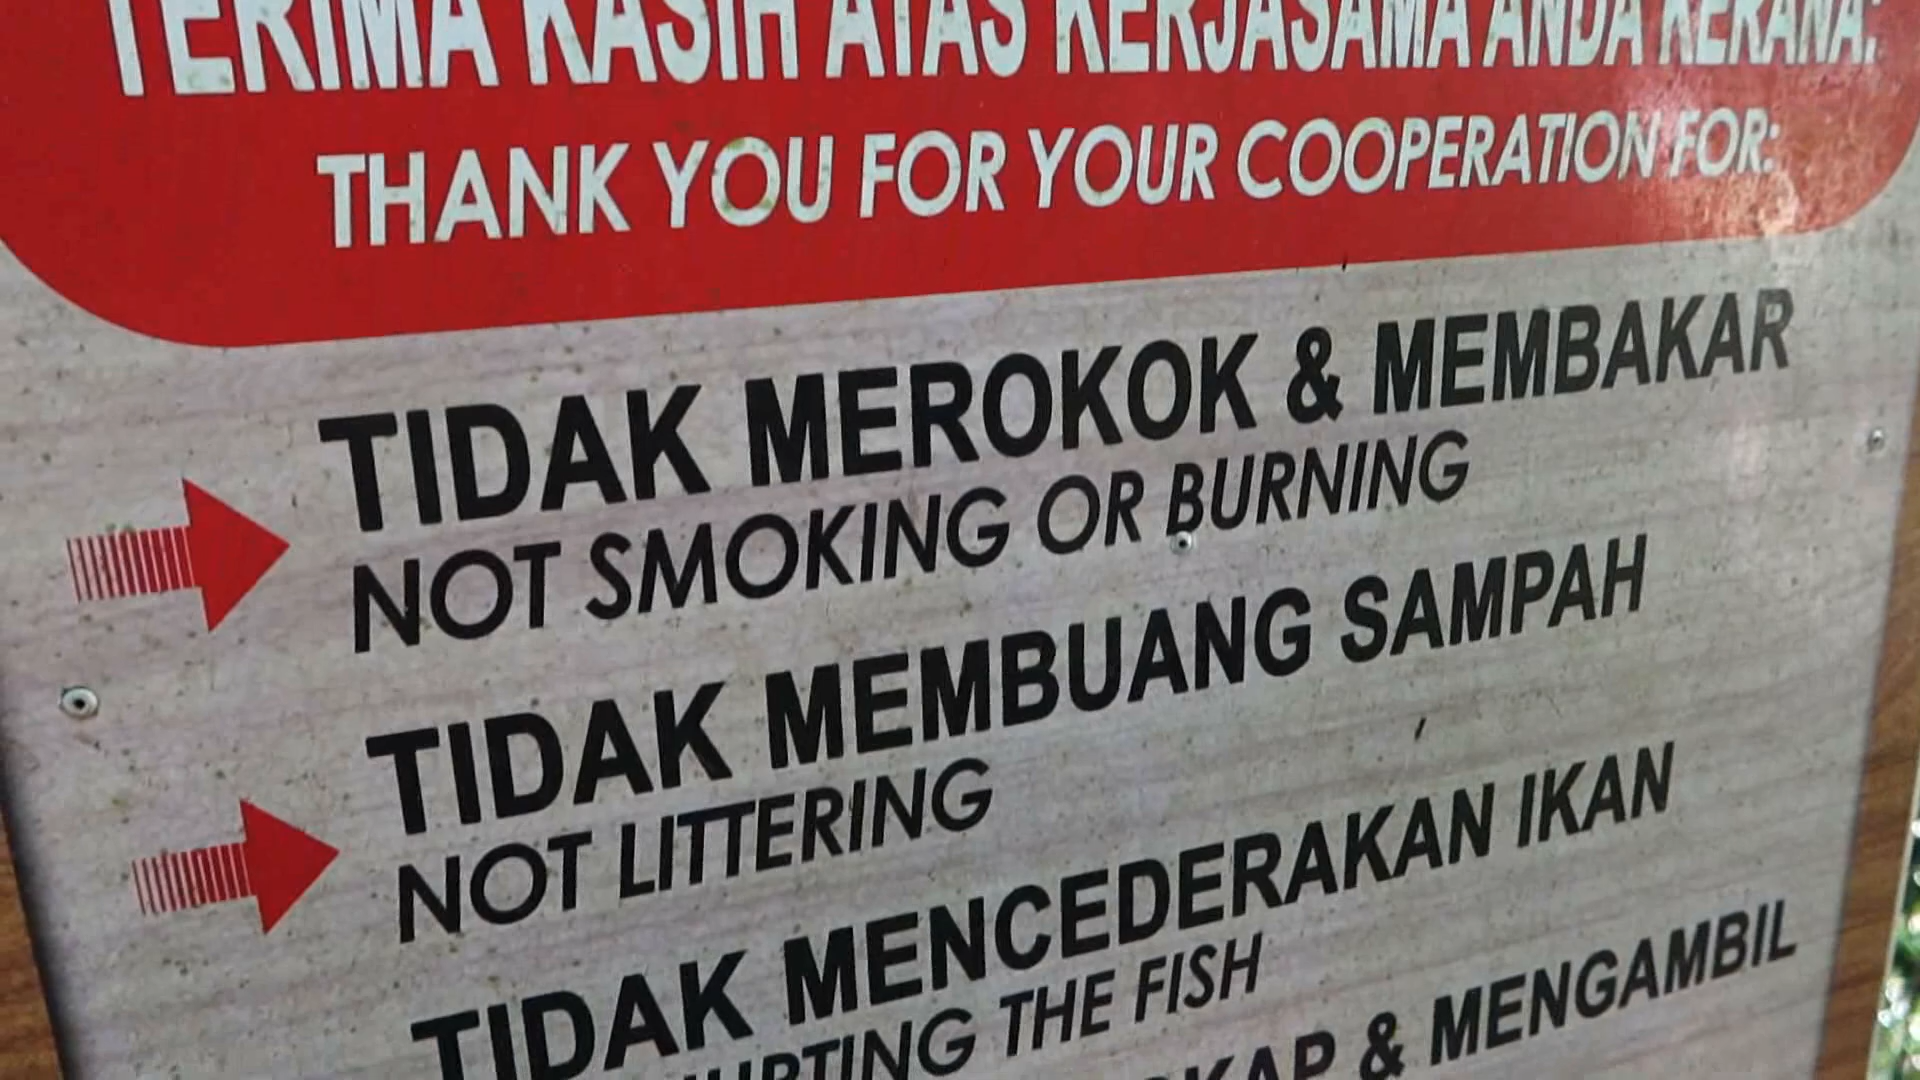 TERIMA KASIH ATAS KERJASAMA ANDA KERANA:
THANK YOU FOR YOUR COOPERATION FOR:
TIDAK MEROKOK & MEMBAKAR
NOT SMOKING OR BURNING
TIDAK MEMBUANG SAMPAH
NOT LITTERING
TIDAK MENCEDERAKAN IKAN
HURTING THE FISH
& MENGAMBIL